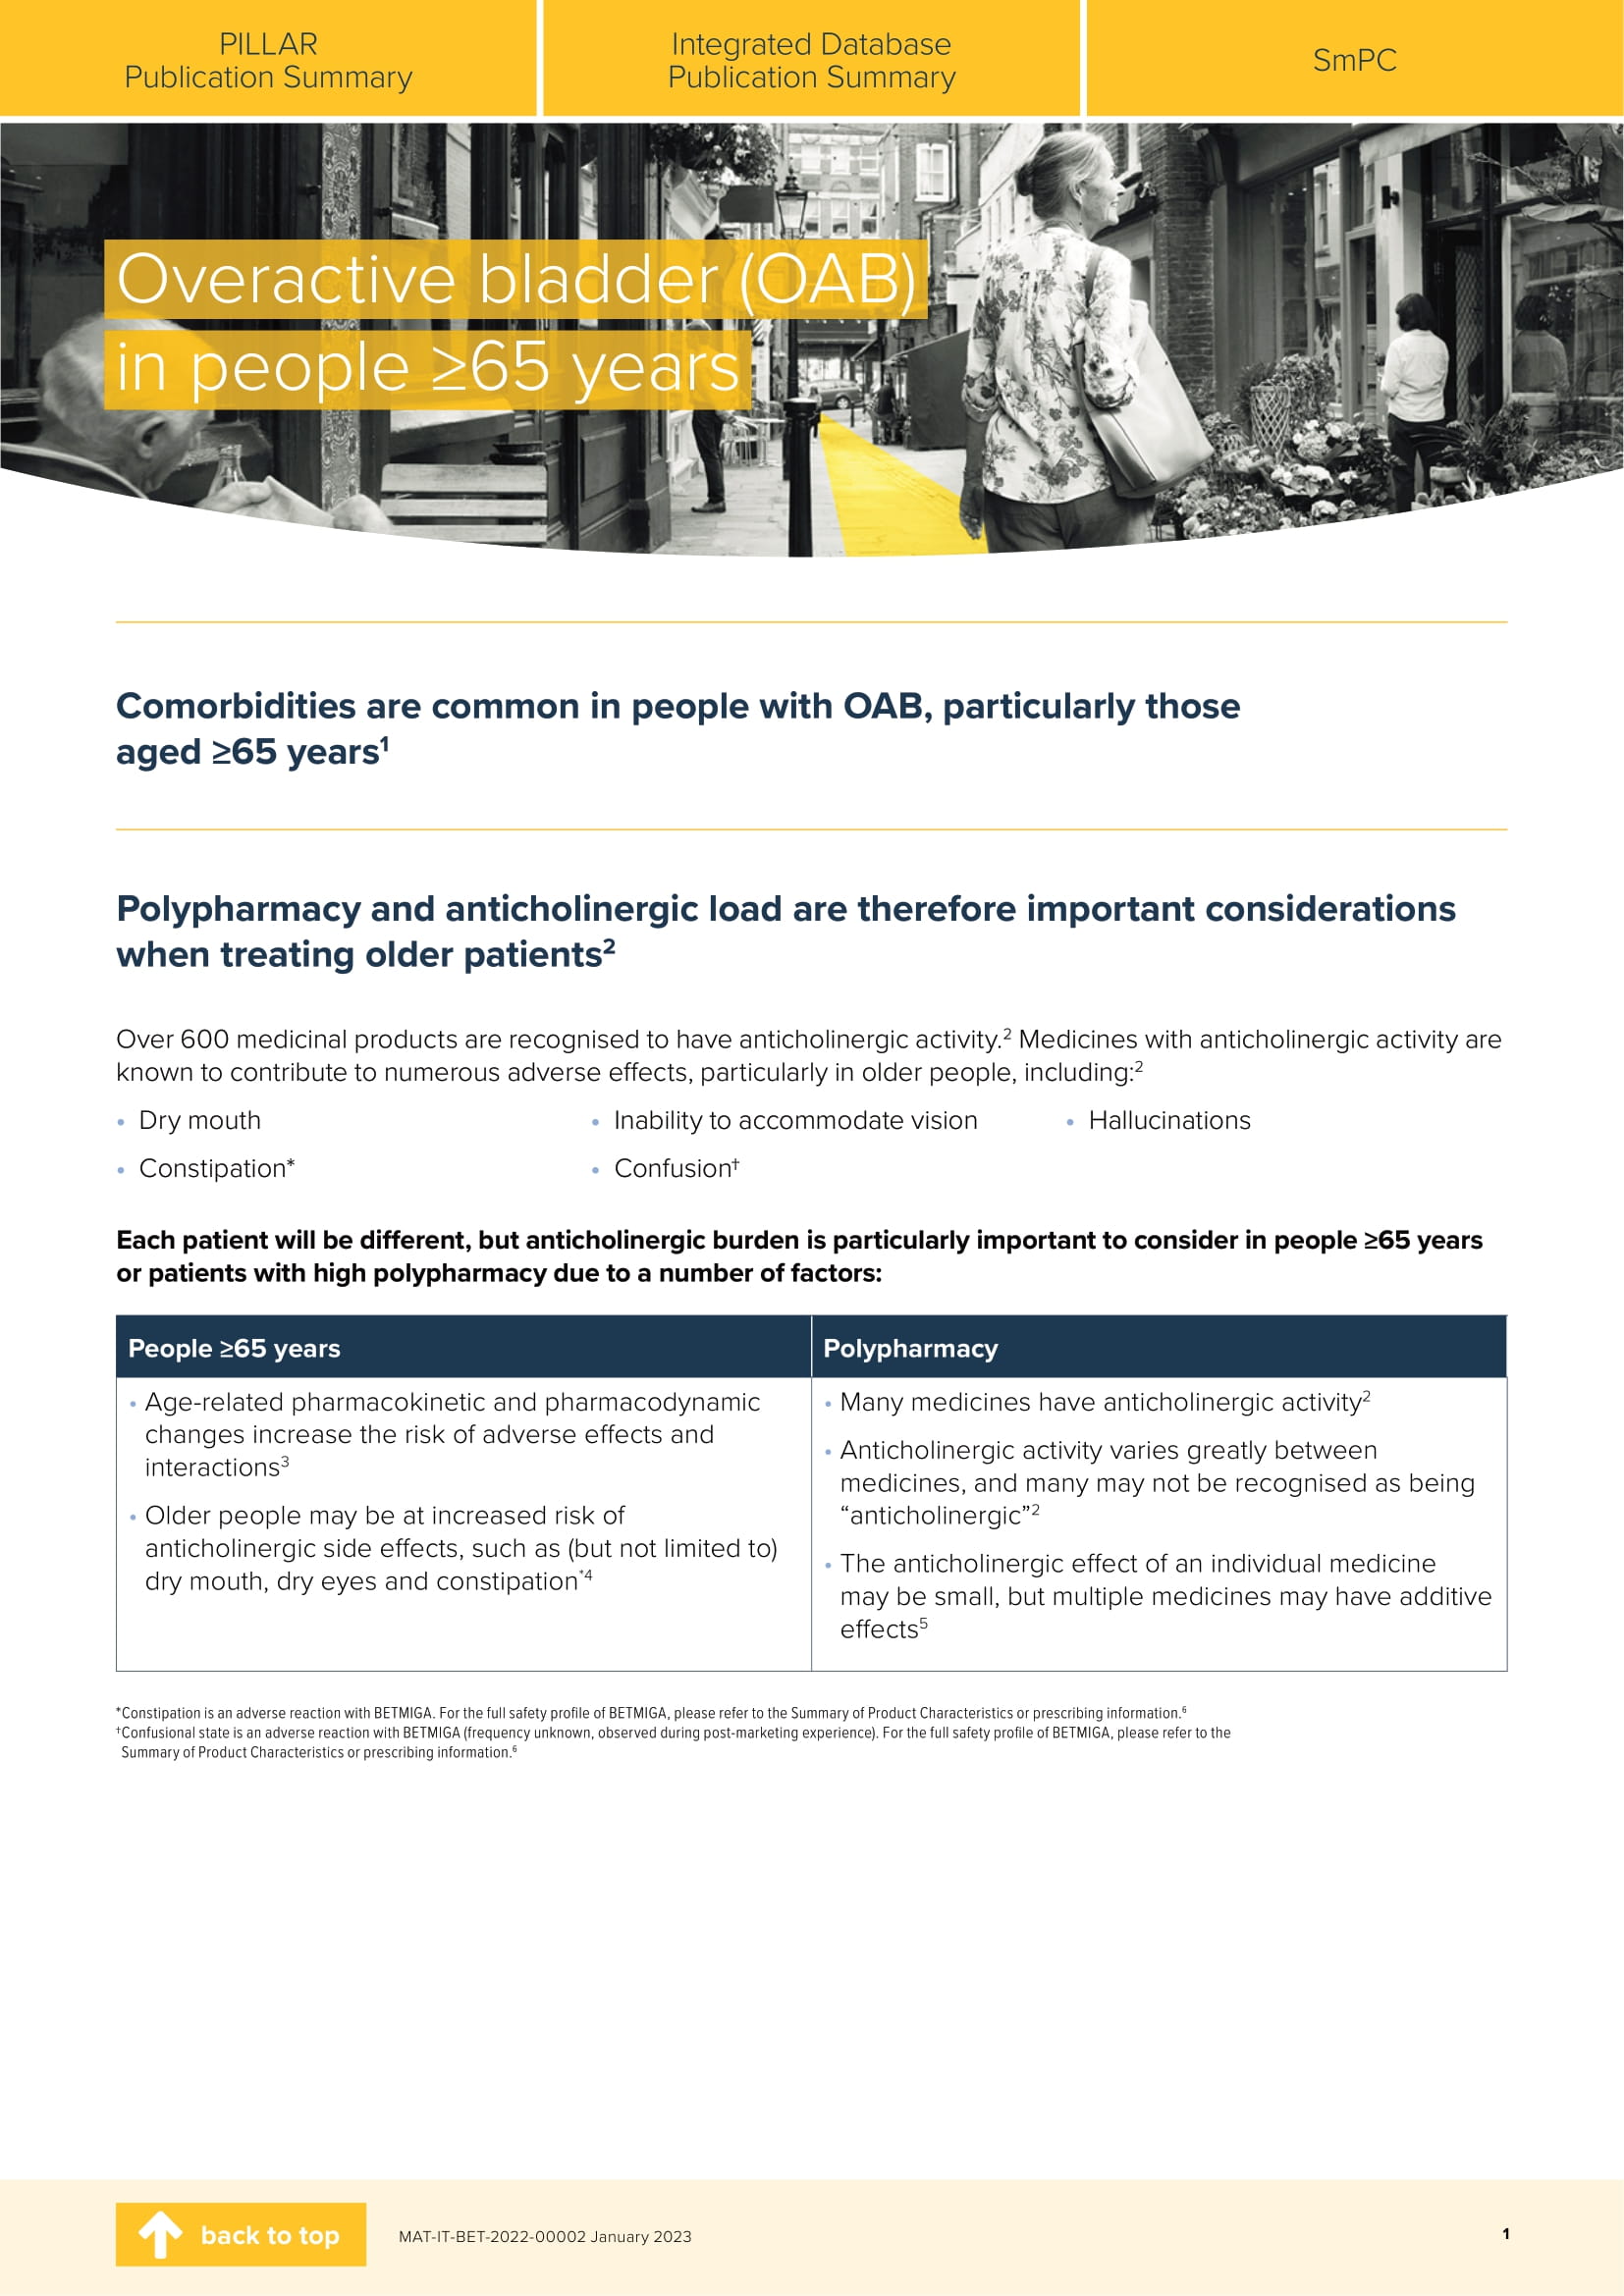 PILLAR
Publication Summary
Integrated Database
Publication Summary
SmPC
Overactive bladder (OAB)
in people ≥65 years
Comorbidities are common in people with OAB, particularly those
aged ≥65 years¹
Polypharmacy and anticholinergic load are therefore important considerations
when treating older patients²
Over 600 medicinal products are recognised to have anticholinergic activity.² Medicines with anticholinergic activity are
known to contribute to numerous adverse effects, particularly in older people, including:²
• Dry mouth
• Constipation*
• Inability to accommodate vision
• Confusion†
• Hallucinations
Each patient will be different, but anticholinergic burden is particularly important to consider in people ≥65 years
or patients with high polypharmacy due to a number of factors:
People ≥65 years
• Age-related pharmacokinetic and pharmacodynamic
changes increase the risk of adverse effects and
interactions³
• Older people may be at increased risk of
anticholinergic side effects, such as (but not limited to)
dry mouth, dry eyes and constipation*⁴
Polypharmacy
• Many medicines have anticholinergic activity²
• Anticholinergic activity varies greatly between
medicines, and many may not be recognised as being
“anticholinergic”²
• The anticholinergic effect of an individual medicine
may be small, but multiple medicines may have additive
effects⁵
*Constipation is an adverse reaction with BETMIGA. For the full safety profile of BETMIGA, please refer to the Summary of Product Characteristics or prescribing information.⁶
†Confusional state is an adverse reaction with BETMIGA (frequency unknown, observed during post-marketing experience). For the full safety profile of BETMIGA, please refer to the
Summary of Product Characteristics or prescribing information.⁶
back to top
MAT-IT-BET-2022-00002 January 2023
1